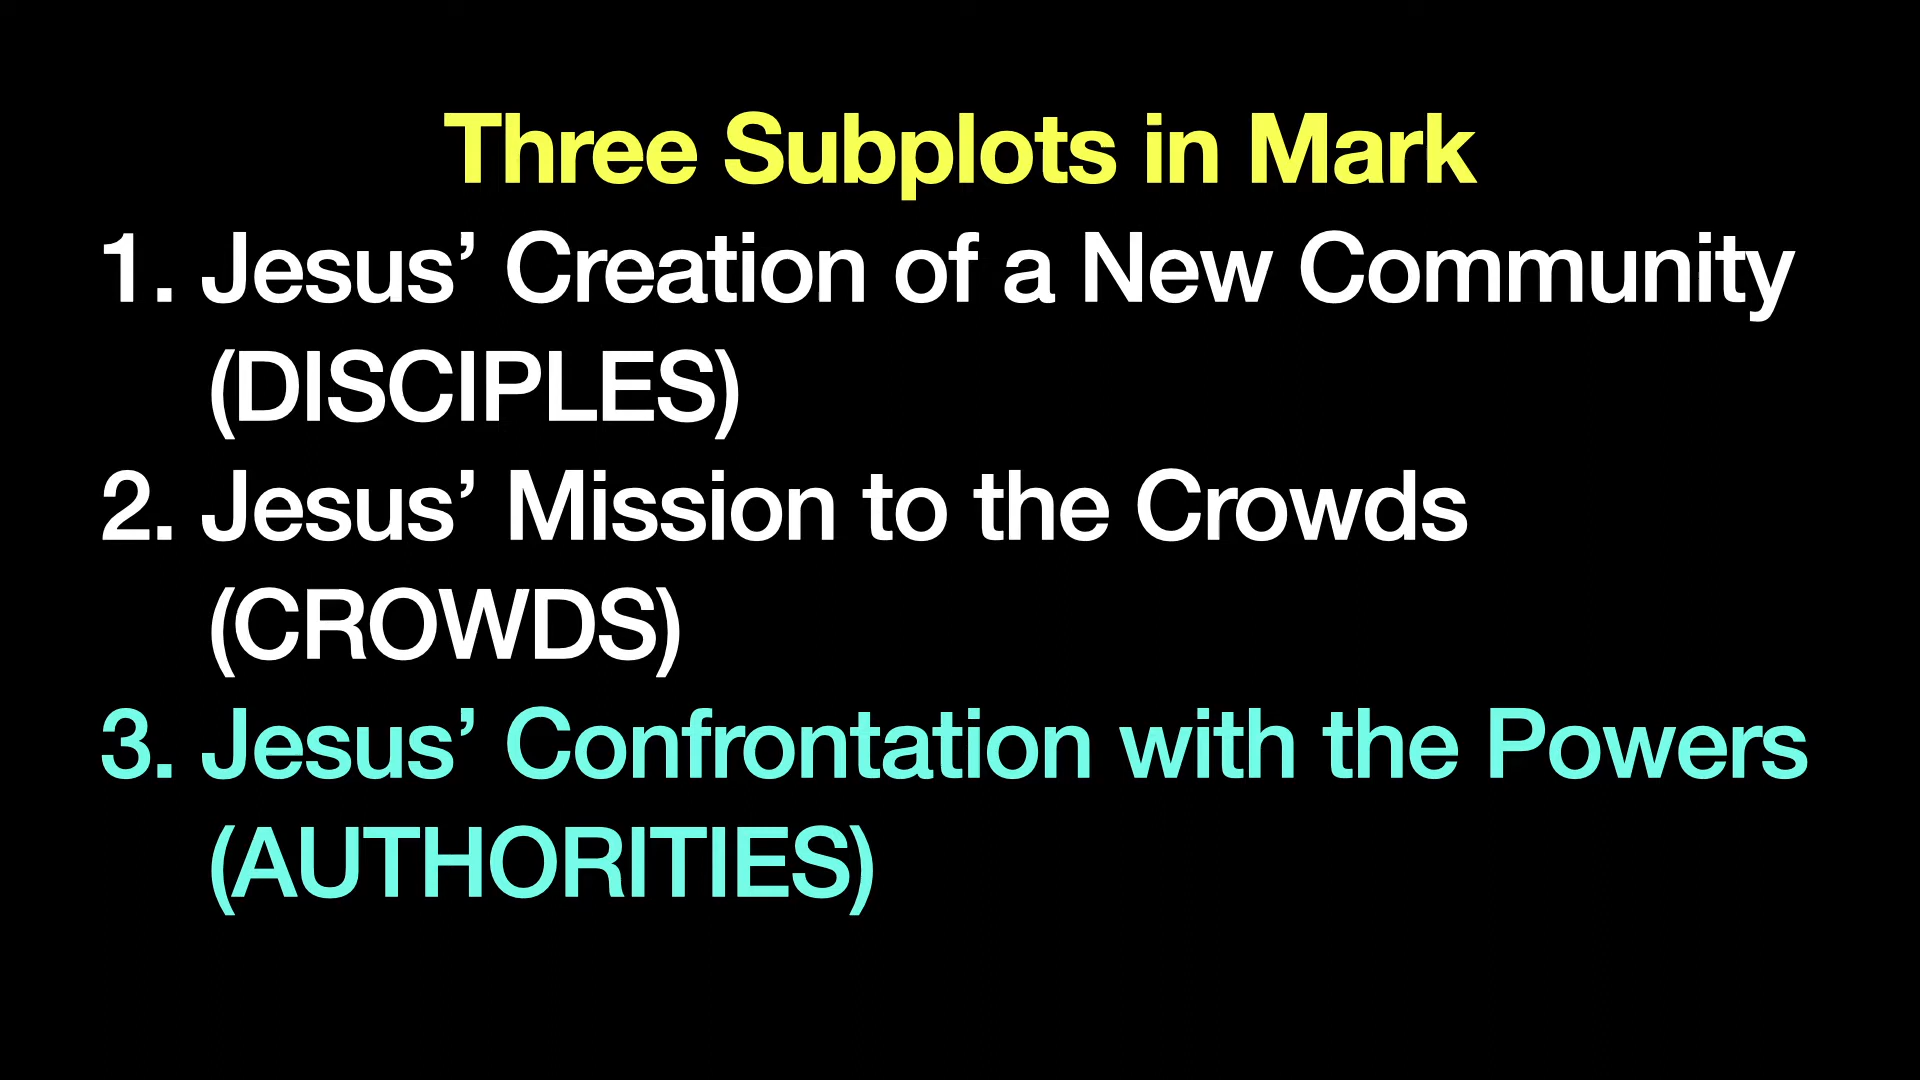 Three Subplots in Mark
1. Jesus’ Creation of a New Community
(DISCIPLES)
2. Jesus’ Mission to the Crowds
(CROWDS)
3. Jesus’ Confrontation with the Powers
(AUTHORITIES)